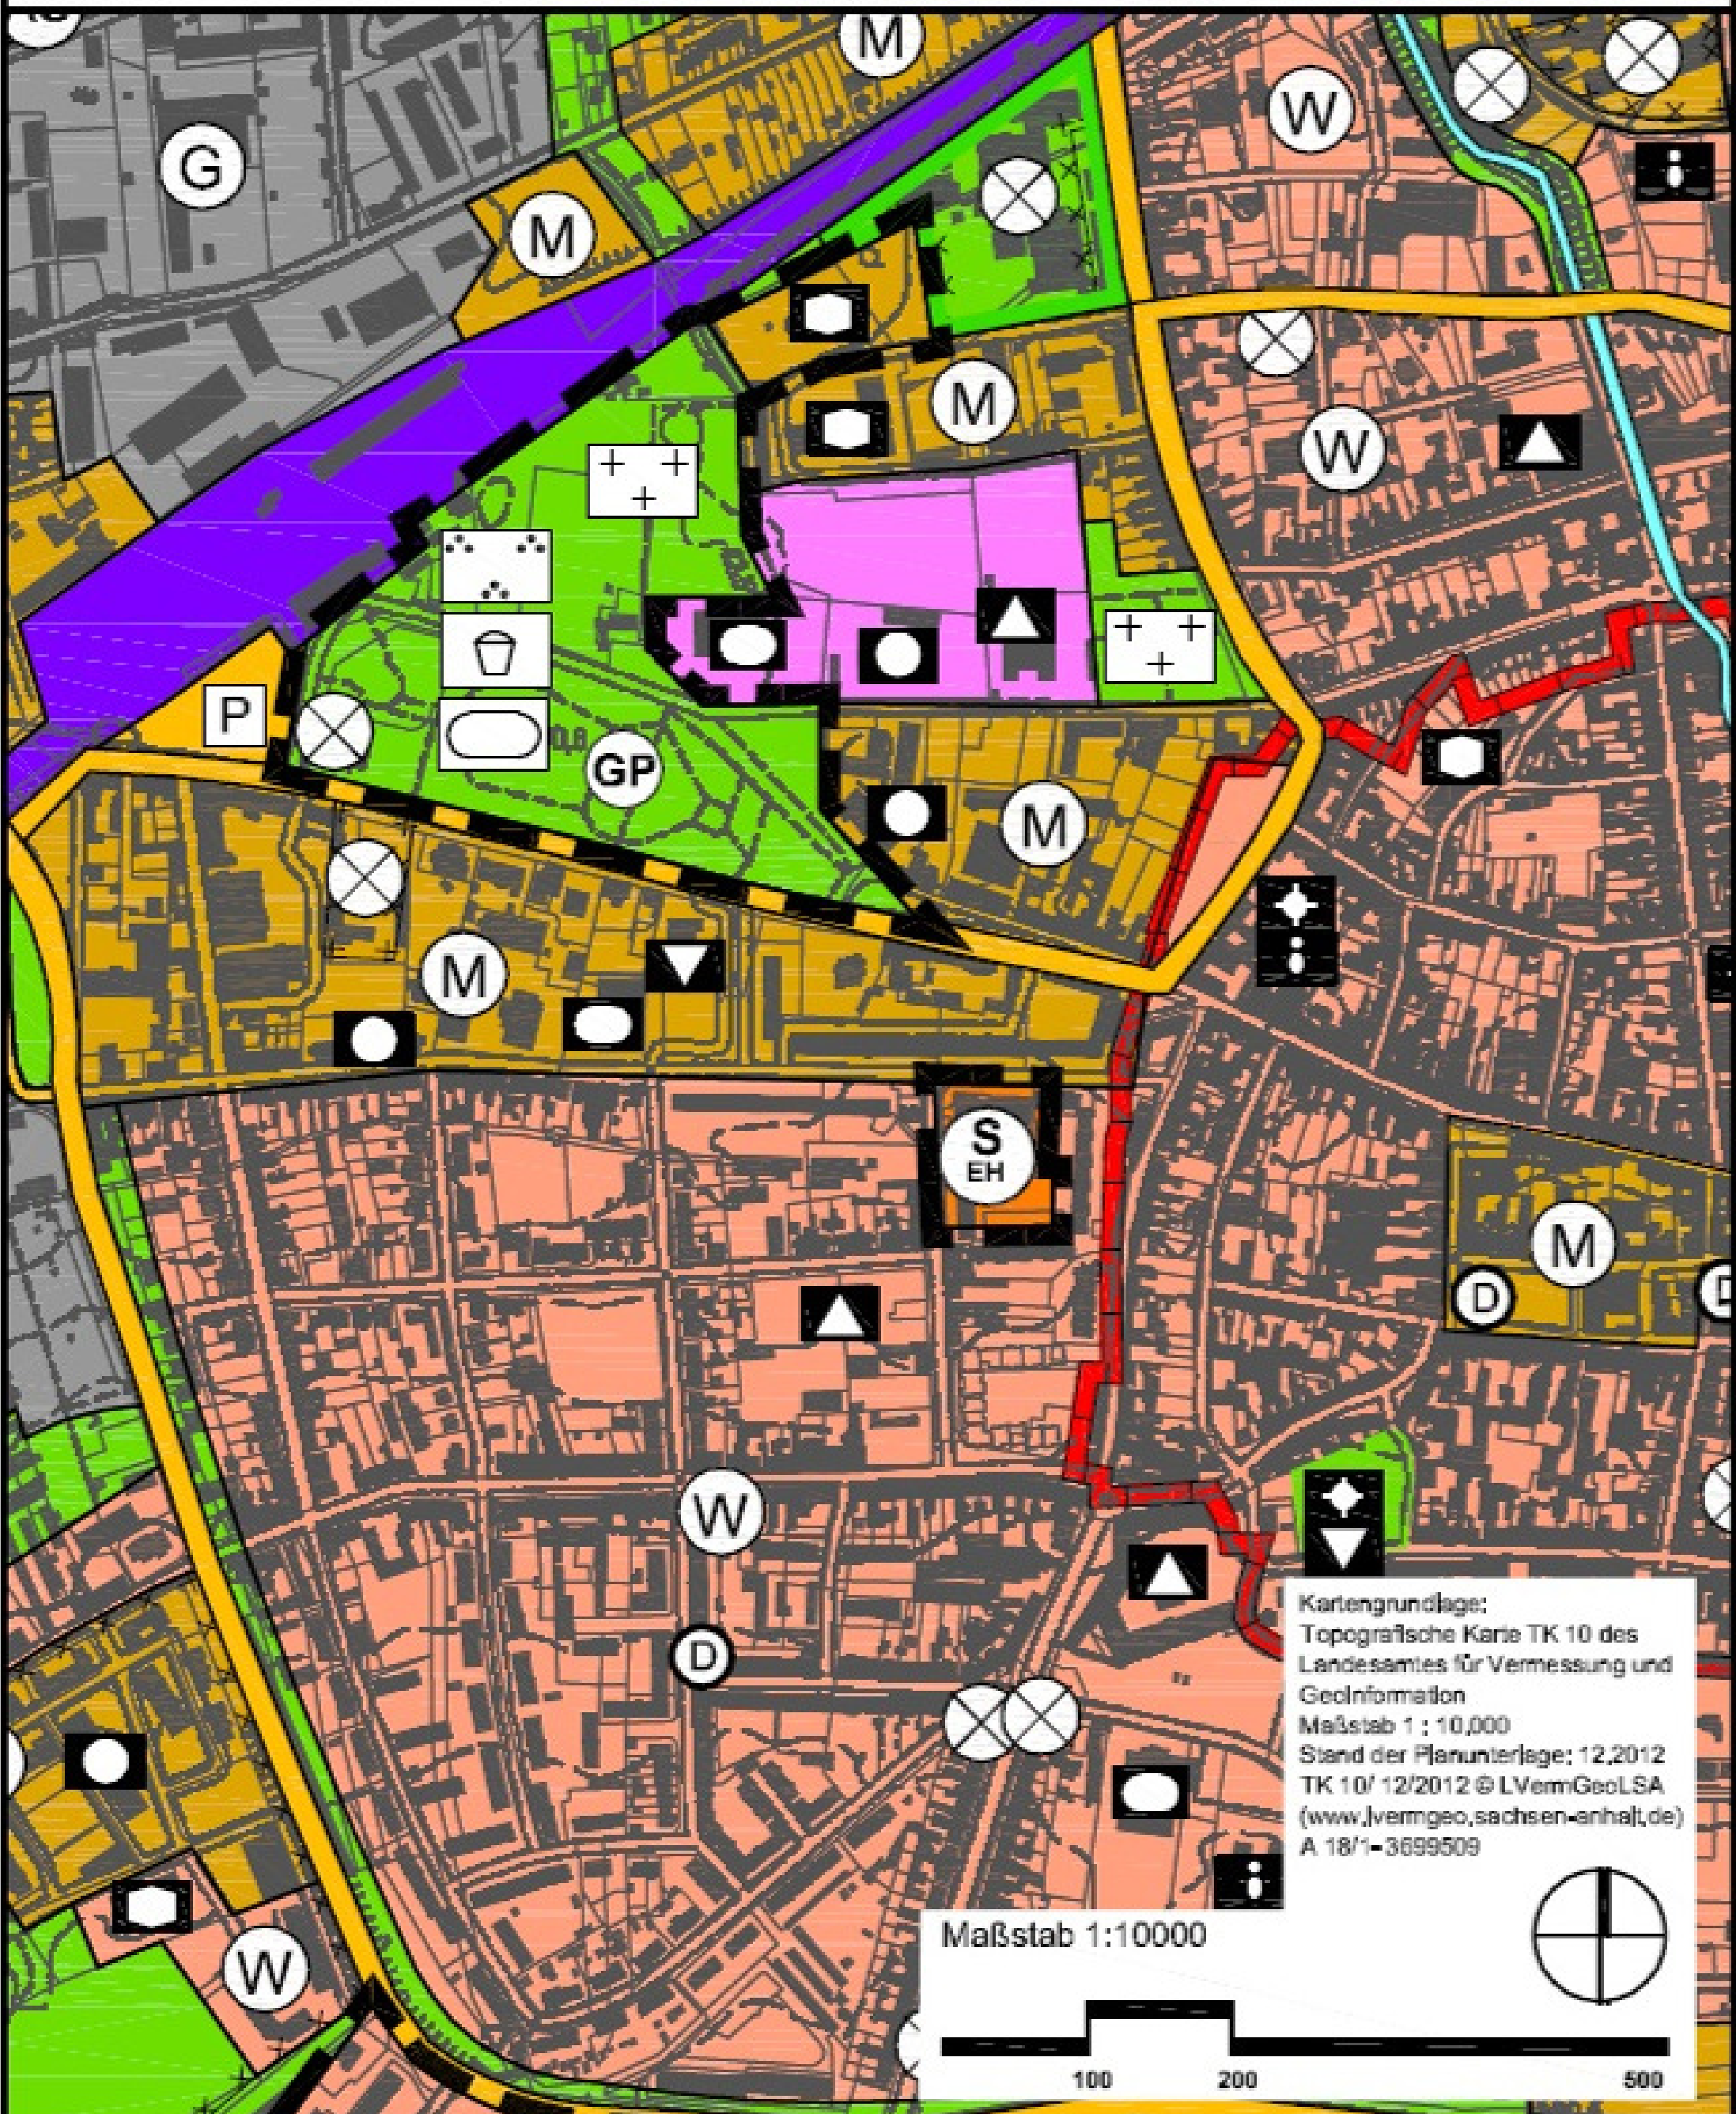 M
W
G
M
M
W
P
GP
M
M
S
EH
M
D
W
D
W
Kartengrundlage:
Topografische Karte TK 10 des
Landesamtes für Vermessung und
GeoInformation
Maßstab 1 : 10.000
Stand der Planunterlage: 12.2012
TK 10/ 12/2012 © LVermGeoLSA
(www.lvermgeo.sachsen-anhalt.de)
A 18/1-3699509
Maßstab 1:10000
100 200 500